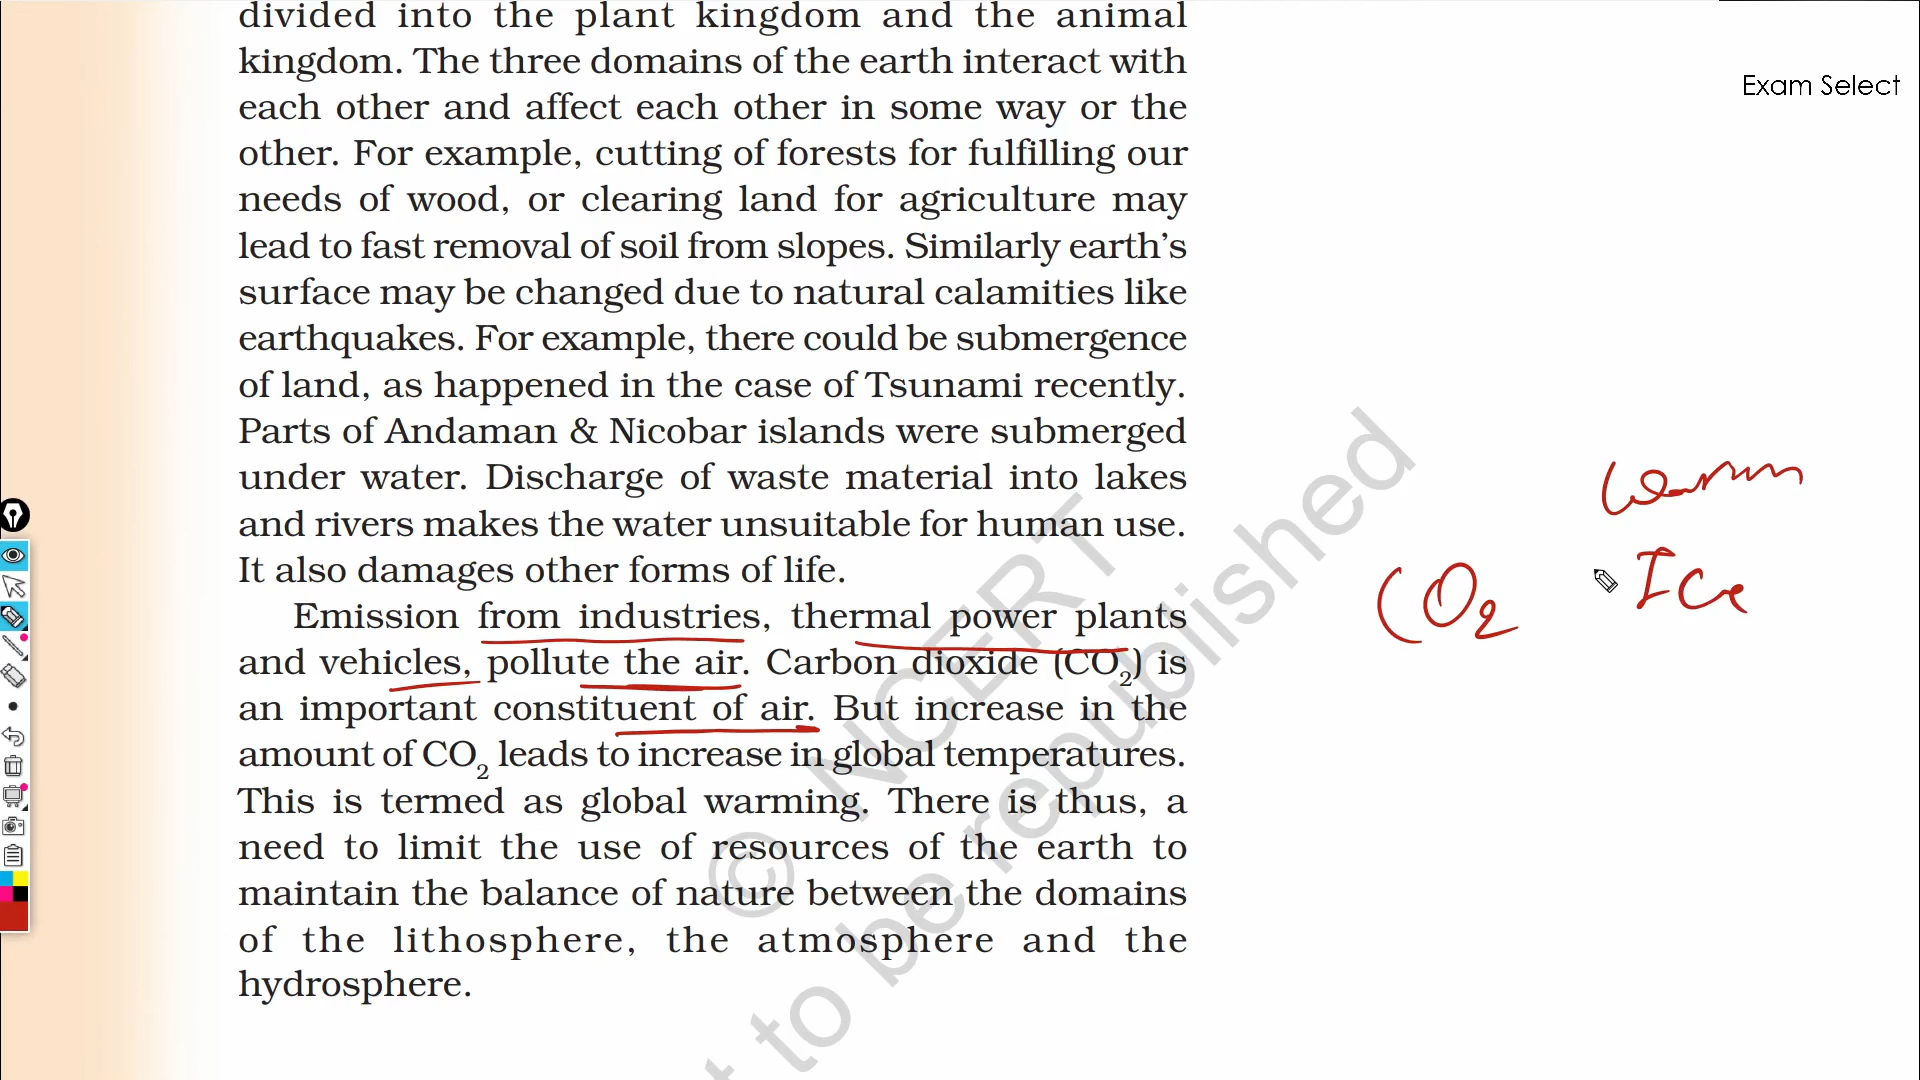 divided into the plant kingdom and the animal
kingdom. The three domains of the earth interact with
each other and affect each other in some way or the
other. For example, cutting of forests for fulfilling our
needs of wood, or clearing land for agriculture may
lead to fast removal of soil from slopes. Similarly earth’s
surface may be changed due to natural calamities like
earthquakes. For example, there could be submergence
of land, as happened in the case of Tsunami recently.
Parts of Andaman & Nicobar islands were submerged
under water. Discharge of waste material into lakes
and rivers makes the water unsuitable for human use.
It also damages other forms of life.
Emission from industries, thermal power plants
and vehicles, pollute the air. Carbon dioxide (CO₂) is
an important constituent of air. But increase in the
amount of CO₂ leads to increase in global temperatures.
This is termed as global warming. There is thus, a
need to limit the use of resources of the earth to
maintain the balance of nature between the domains
of the lithosphere, the atmosphere and the
hydrosphere.
Exam Select
CO₂
Ice
© NCERT
to be republished